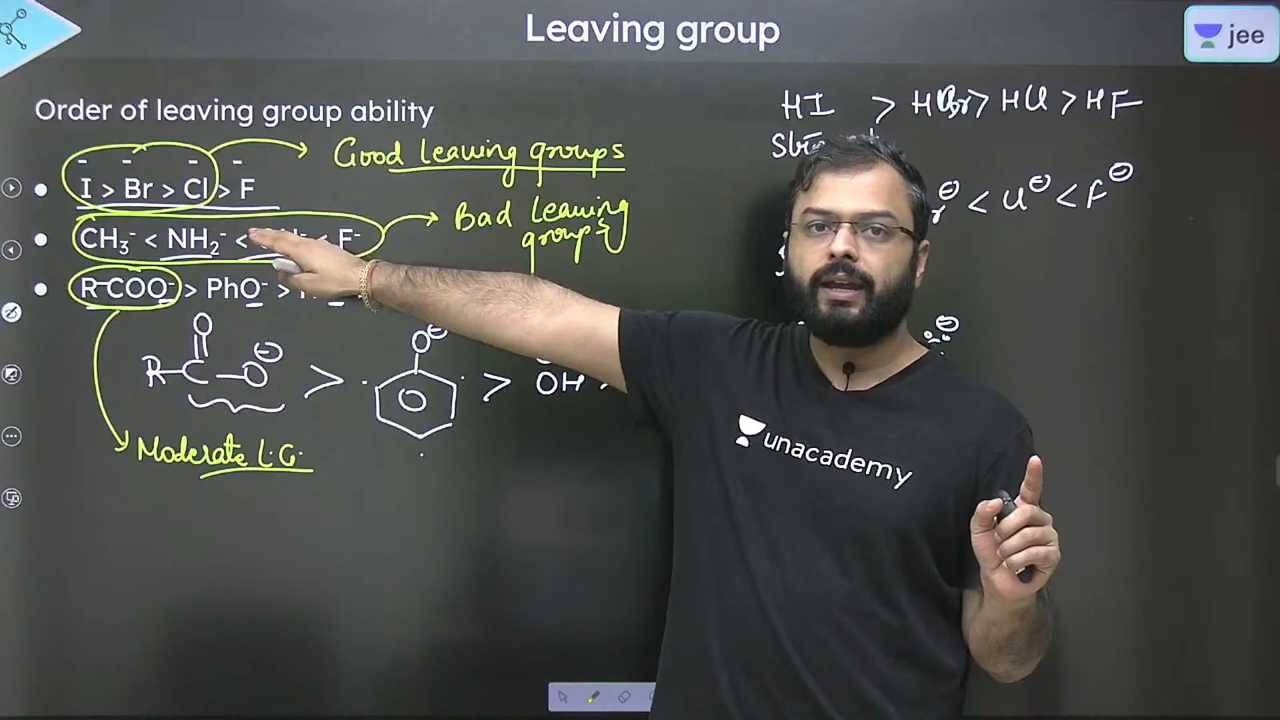 Leaving group
jee
Order of leaving group ability
I⁻ > Br⁻ > Cl⁻ > F⁻
Good leaving groups
CH₃⁻ < NH₂⁻ < < F⁻
Bad leaving groups
R-COO⁻ > PhO⁻ >
R-C(=O)-O⊖ > O⊖ > OH
Moderate L.G.
HI > HBr > HCl > HF
⊖ < Cl⊖ < F⊖
unacademy